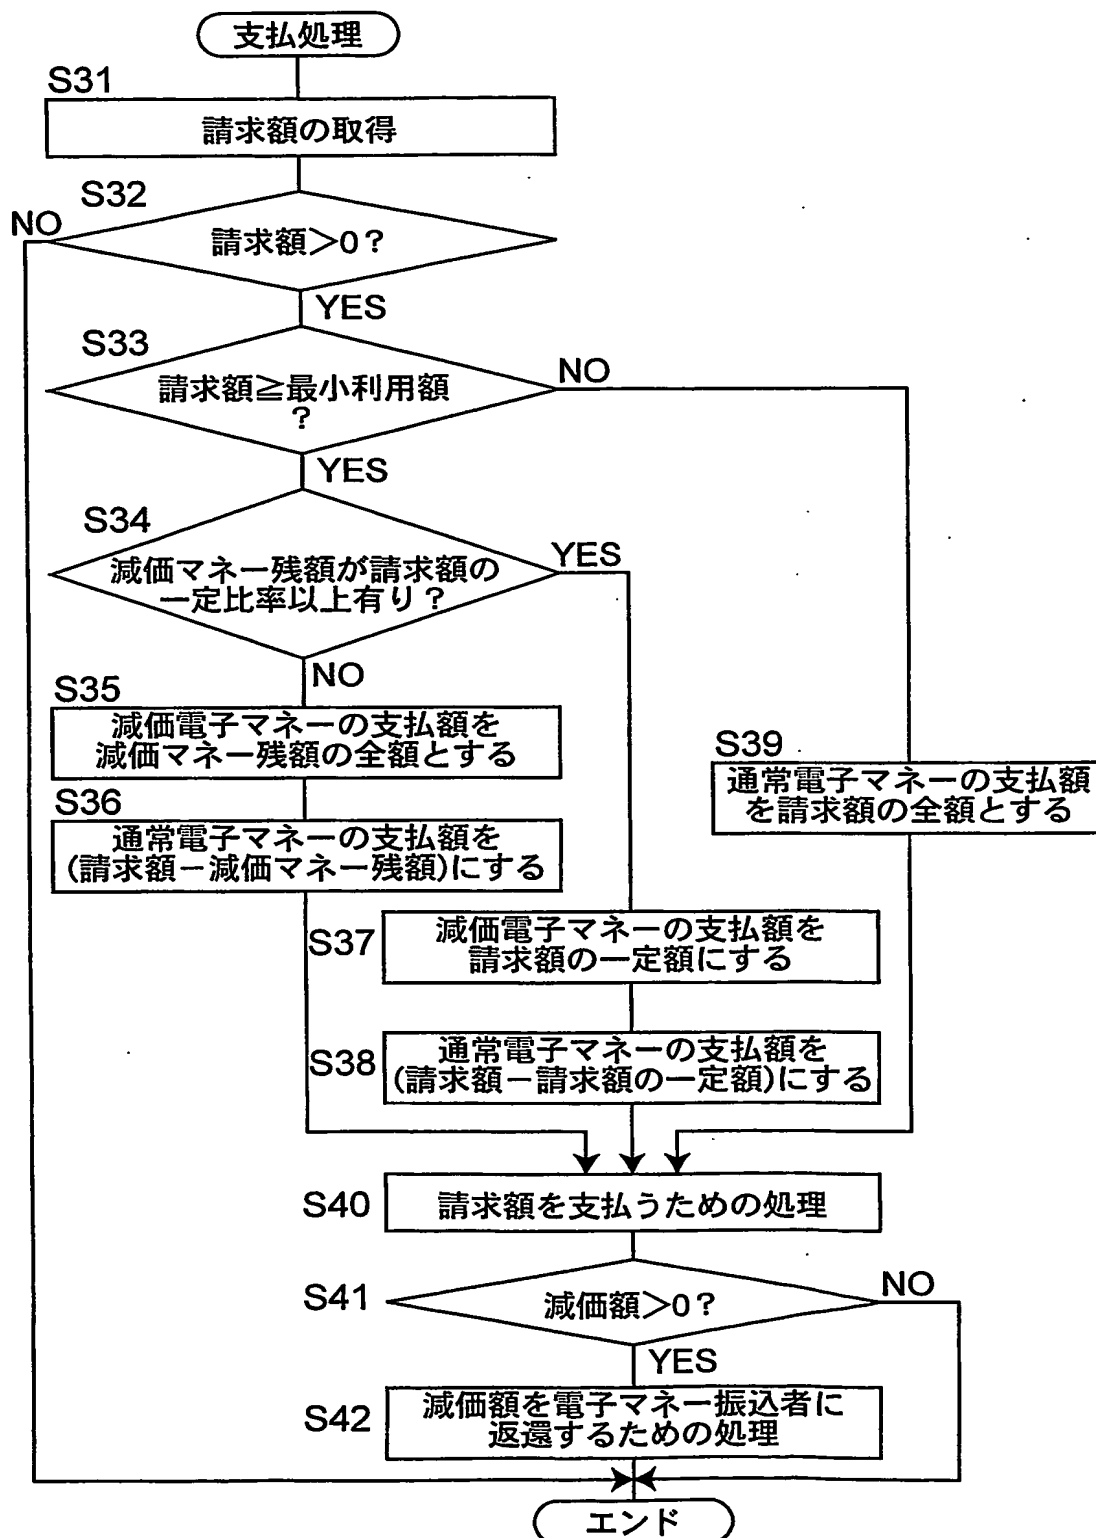 支払処理
S31
請求額の取得
S32
NO
請求額>0?
YES
S33
請求額≧最小利用額
?
NO
YES
S34
減価マネー残額が請求額の
一定比率以上有り?
YES
NO
S35
減価電子マネーの支払額を
減価マネー残額の全額とする
S36
通常電子マネーの支払額を
(請求額-減価マネー残額)にする
S39
通常電子マネーの支払額
を請求額の全額とする
S37
減価電子マネーの支払額を
請求額の一定額にする
S38
通常電子マネーの支払額を
(請求額-請求額の一定額)にする
S40
請求額を支払うための処理
S41
減価額>0?
NO
YES
S42
減価額を電子マネー振込者に
返還するための処理
エンド